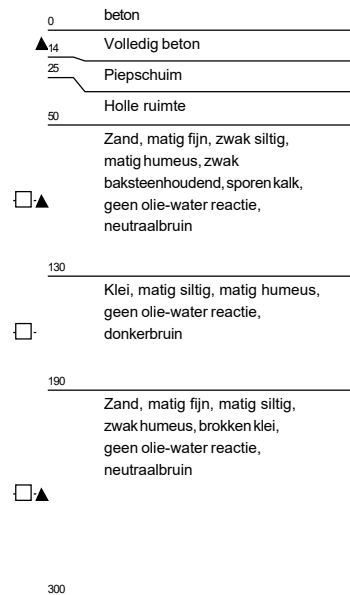 beton
0
Volledig beton
14
Piepschuim
25
Holle ruimte
50
Zand, matig fijn, zwak siltig,
matig humeus, zwak
baksteenhoudend, sporen kalk,
geen olie-water reactie,
neutraalbruin
130
Klei, matig siltig, matig humeus,
geen olie-water reactie,
donkerbruin
190
Zand, matig fijn, matig siltig,
zwak humeus, brokken klei,
geen olie-water reactie,
neutraalbruin
300